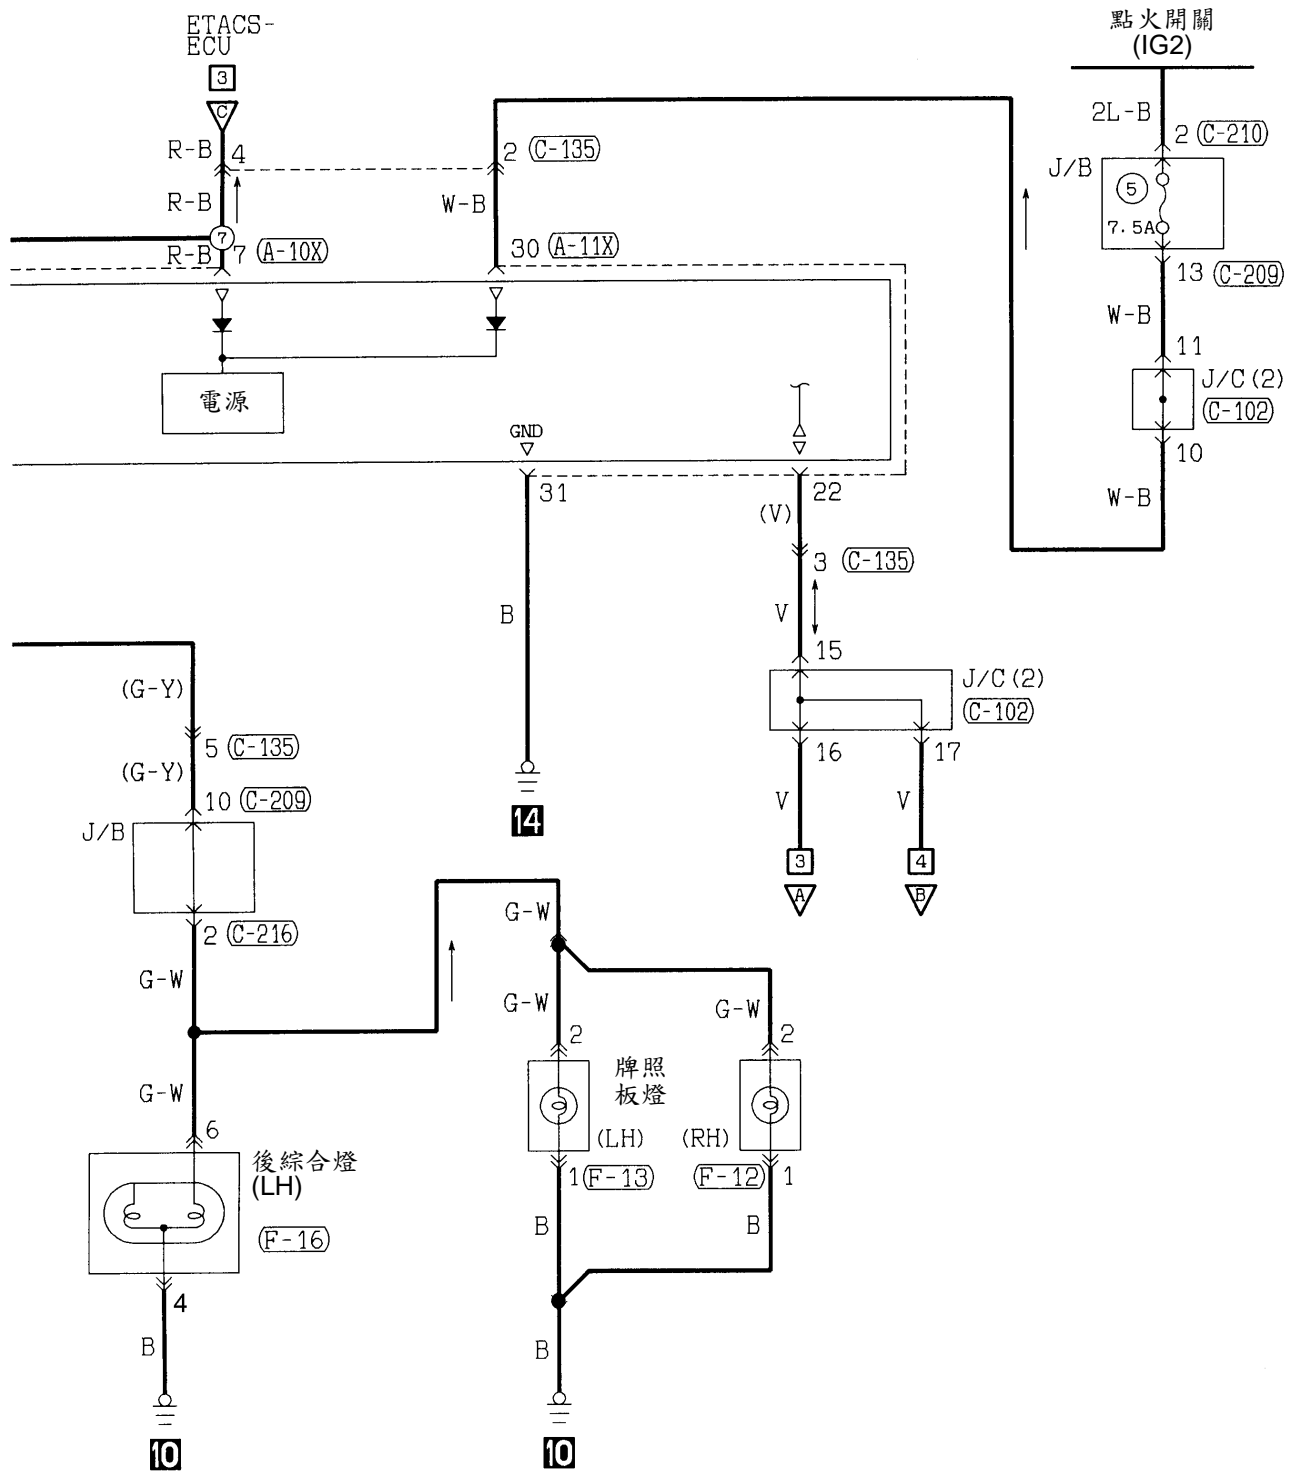 ETACS-
ECU
3
C
R-B
4
R-B
7
R-B
7
(A-10X)
2
(C-135)
W-B
30
(A-11X)
點火開關
(IG2)
2L-B
2
(C-210)
J/B
5
7.5A
13
(C-209)
W-B
11
J/C(2)
(C-102)
10
W-B
電源
GND
31
22
(V)
3
(C-135)
V
15
J/C(2)
(C-102)
16
17
V
V
3
A
4
B
B
14
(G-Y)
5
(C-135)
(G-Y)
10
(C-209)
J/B
2
(C-216)
G-W
G-W
6
後綜合燈
(LH)
(F-16)
4
B
10
G-W
G-W
G-W
2
2
牌照
板燈
(LH)
(RH)
1
(F-13)
(F-12)
1
B
B
B
10